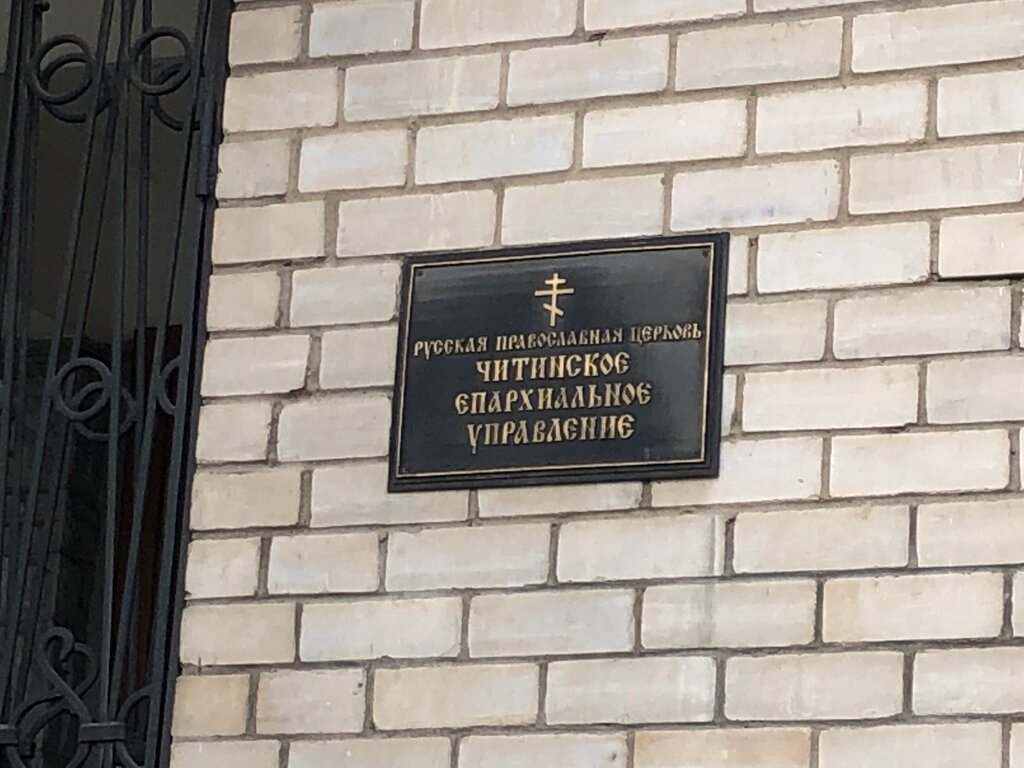 РУССКАЯ ПРАВОСЛАВНАЯ ЦЕРКОВЬ
ЧИТИНСКОЕ
ЕПАРХИАЛЬНОЕ
УПРАВЛЕНИЕ